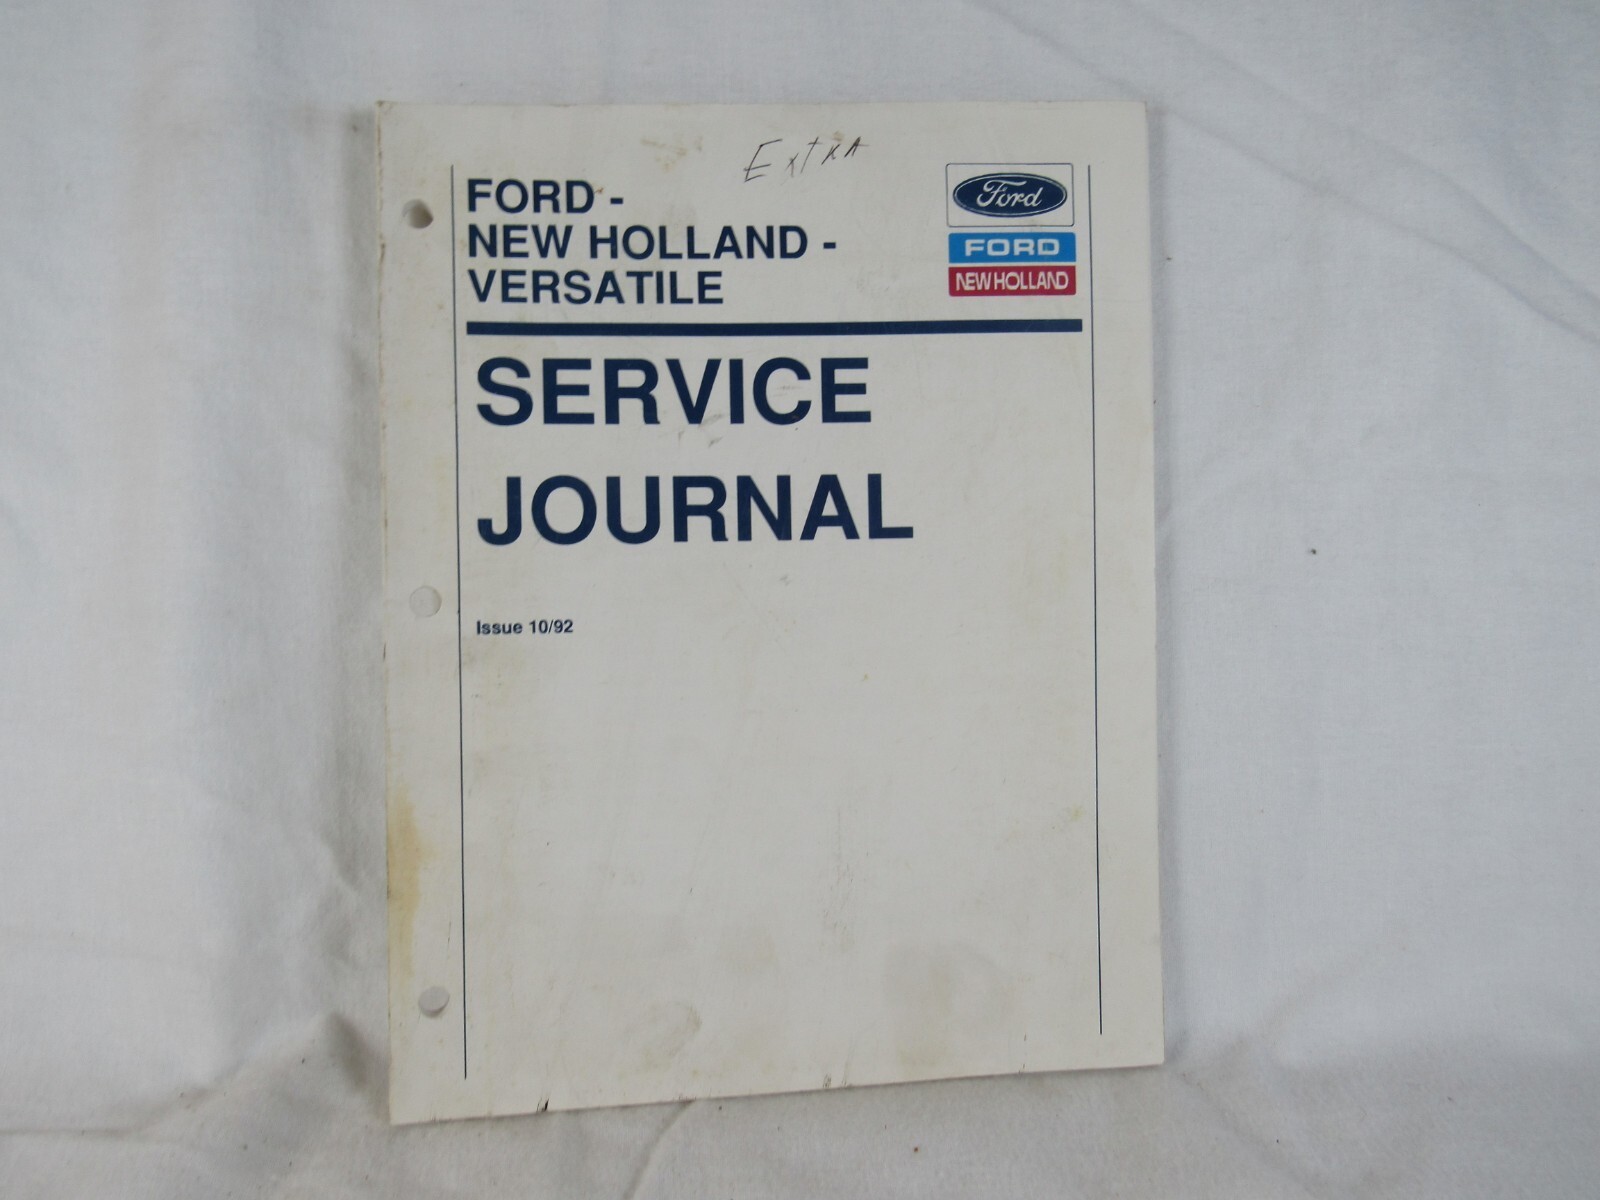 Extra
FORD -
NEW HOLLAND -
VERSATILE
Ford
FORD
NEW HOLLAND
SERVICE
JOURNAL
Issue 10/92